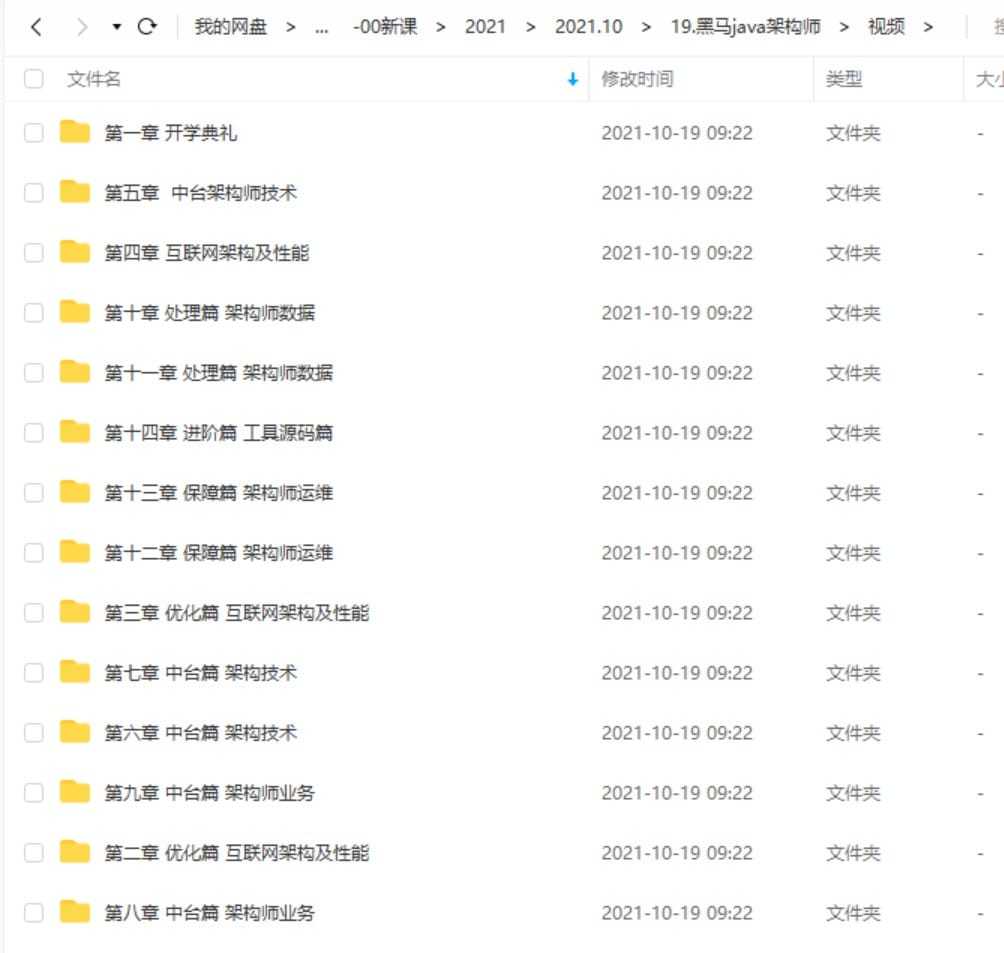 我的网盘 > ... -00新课 > 2021 > 2021.10 > 19.黑马java架构师 > 视频 >
文件名 修改时间 类型 大小
第一章 开学典礼 2021-10-19 09:22 文件夹 -
第五章 中台架构师技术 2021-10-19 09:22 文件夹 -
第四章 互联网架构及性能 2021-10-19 09:22 文件夹 -
第十章 处理篇 架构师数据 2021-10-19 09:22 文件夹 -
第十一章 处理篇 架构师数据 2021-10-19 09:22 文件夹 -
第十四章 进阶篇 工具源码篇 2021-10-19 09:22 文件夹 -
第十三章 保障篇 架构师运维 2021-10-19 09:22 文件夹 -
第十二章 保障篇 架构师运维 2021-10-19 09:22 文件夹 -
第三章 优化篇 互联网架构及性能 2021-10-19 09:22 文件夹 -
第七章 中台篇 架构技术 2021-10-19 09:22 文件夹 -
第六章 中台篇 架构技术 2021-10-19 09:22 文件夹 -
第九章 中台篇 架构师业务 2021-10-19 09:22 文件夹 -
第二章 优化篇 互联网架构及性能 2021-10-19 09:22 文件夹 -
第八章 中台篇 架构师业务 2021-10-19 09:22 文件夹 -